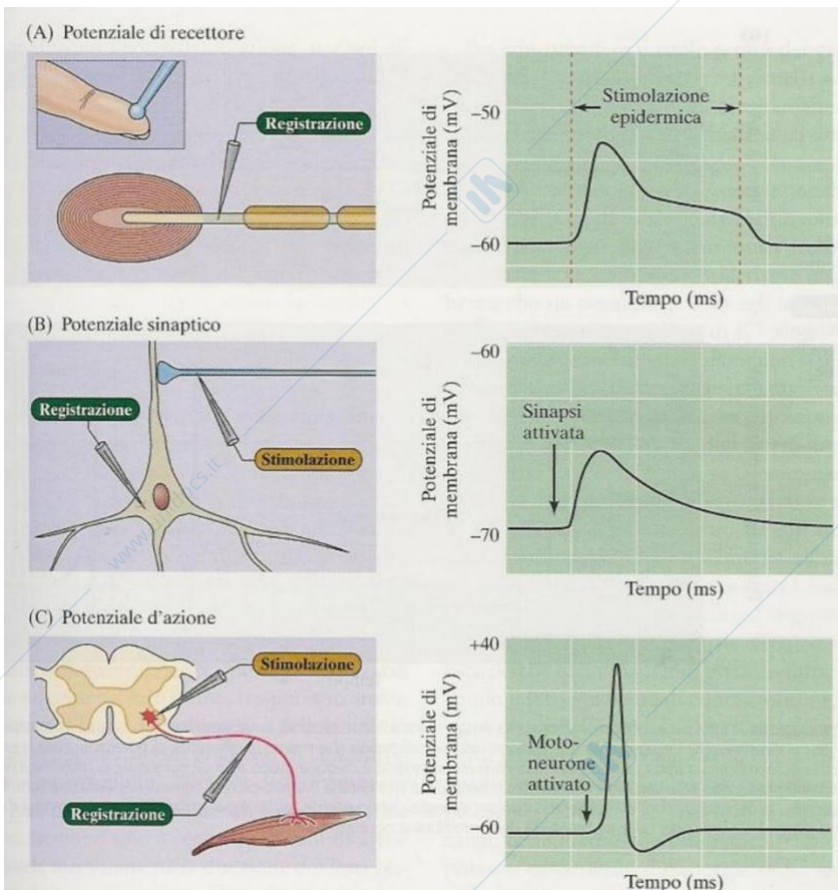 (A) Potenziale di recettore
Registrazione
Potenziale di
membrana (mV)
–50
–60
Stimolazione
epidermica
Tempo (ms)
(B) Potenziale sinaptico
Registrazione
Stimolazione
Potenziale di
membrana (mV)
–60
–70
Sinapsi
attivata
Tempo (ms)
(C) Potenziale d'azione
Stimolazione
Registrazione
Potenziale di
membrana (mV)
+40
–60
Moto-
neurone
attivato
Tempo (ms)